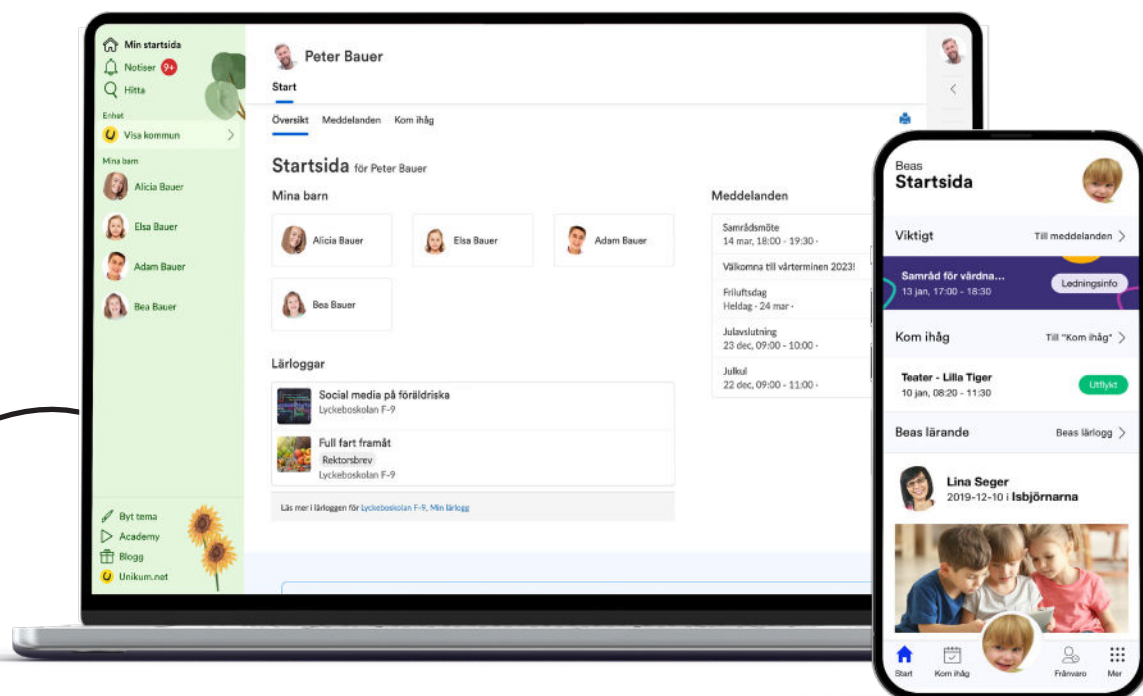 Min startsida
Notiser 9+
Hitta
Enhet
Visa kommun
Mina barn
Alicia Bauer
Elsa Bauer
Adam Bauer
Bea Bauer
Byt tema
Academy
Blogg
Unikum.net
Peter Bauer
Start
Översikt Meddelanden Kom ihåg
Startsida för Peter Bauer
Mina barn
Alicia Bauer
Elsa Bauer
Adam Bauer
Bea Bauer
Lärloggar
Social media på föräldriska
Lyckeboskolan F-9
Full fart framåt
Rektorsbrev
Lyckeboskolan F-9
Läs mer i lärloggen för Lyckeboskolan F-9, Min lärlogg
Meddelanden
Samrådsmöte
14 mar, 18:00 - 19:30 ·
Välkomna till vårterminen 2023!
Friluftsdag
Heldag · 24 mar ·
Julavslutning
23 dec, 09:00 - 10:00 ·
Julkul
22 dec, 09:00 - 11:00 ·
Beas
Startsida
Viktigt Till meddelanden
Samråd för vårdna...
13 jan, 17:00 - 18:30
Ledningsinfo
Kom ihåg Till "Kom ihåg"
Teater - Lilla Tiger
10 jan, 08:20 - 11:30
Utflykt
Beas lärande Beas lärlogg
Lina Seger
2019-12-10 i Isbjörnarna
Start Kom ihåg Frånvaro Mer